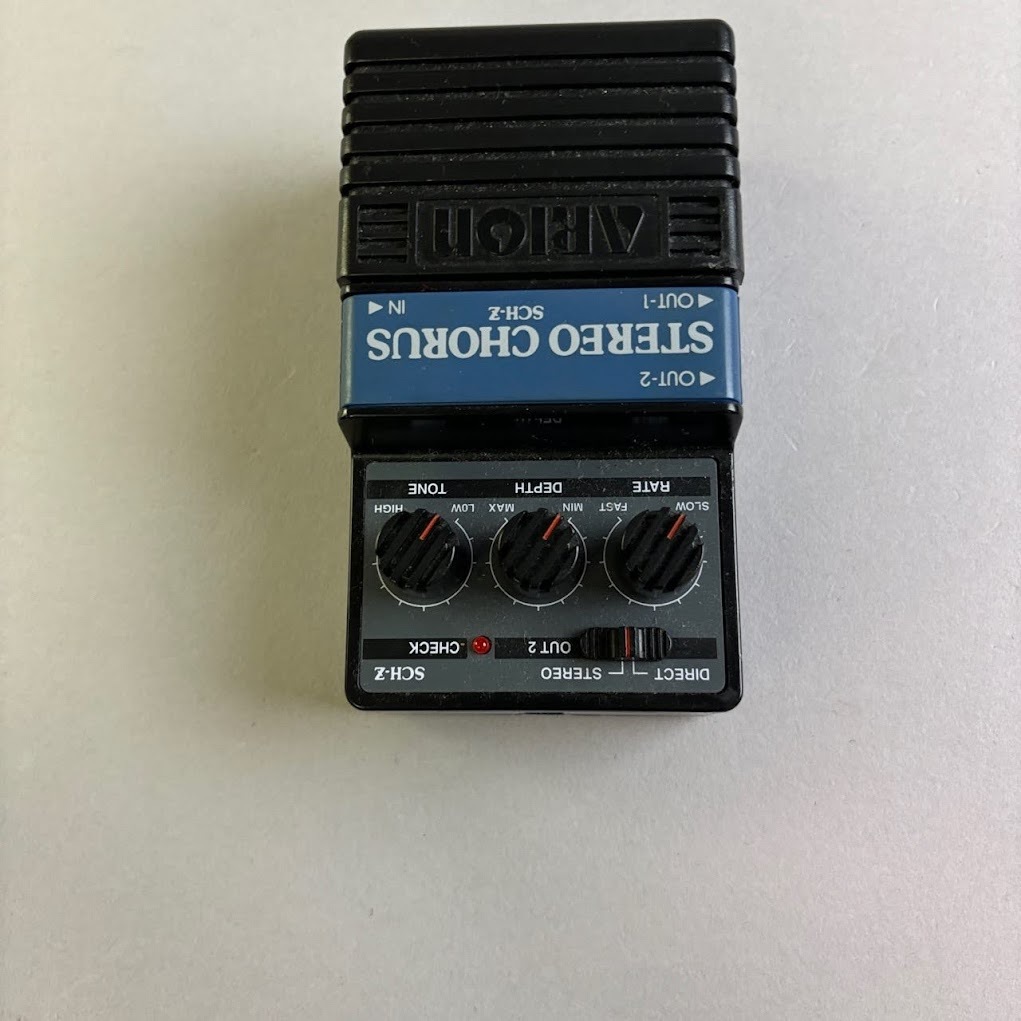 SCH-Z
DIRECT
STEREO
OUT 2
CHECK
RATE
DEPTH
TONE
SLOW
FAST
MIN
MAX
LOW
HIGH
◀ OUT-2
STEREO CHORUS
SCH-Z
◀ OUT-1
IN ◀
ARION